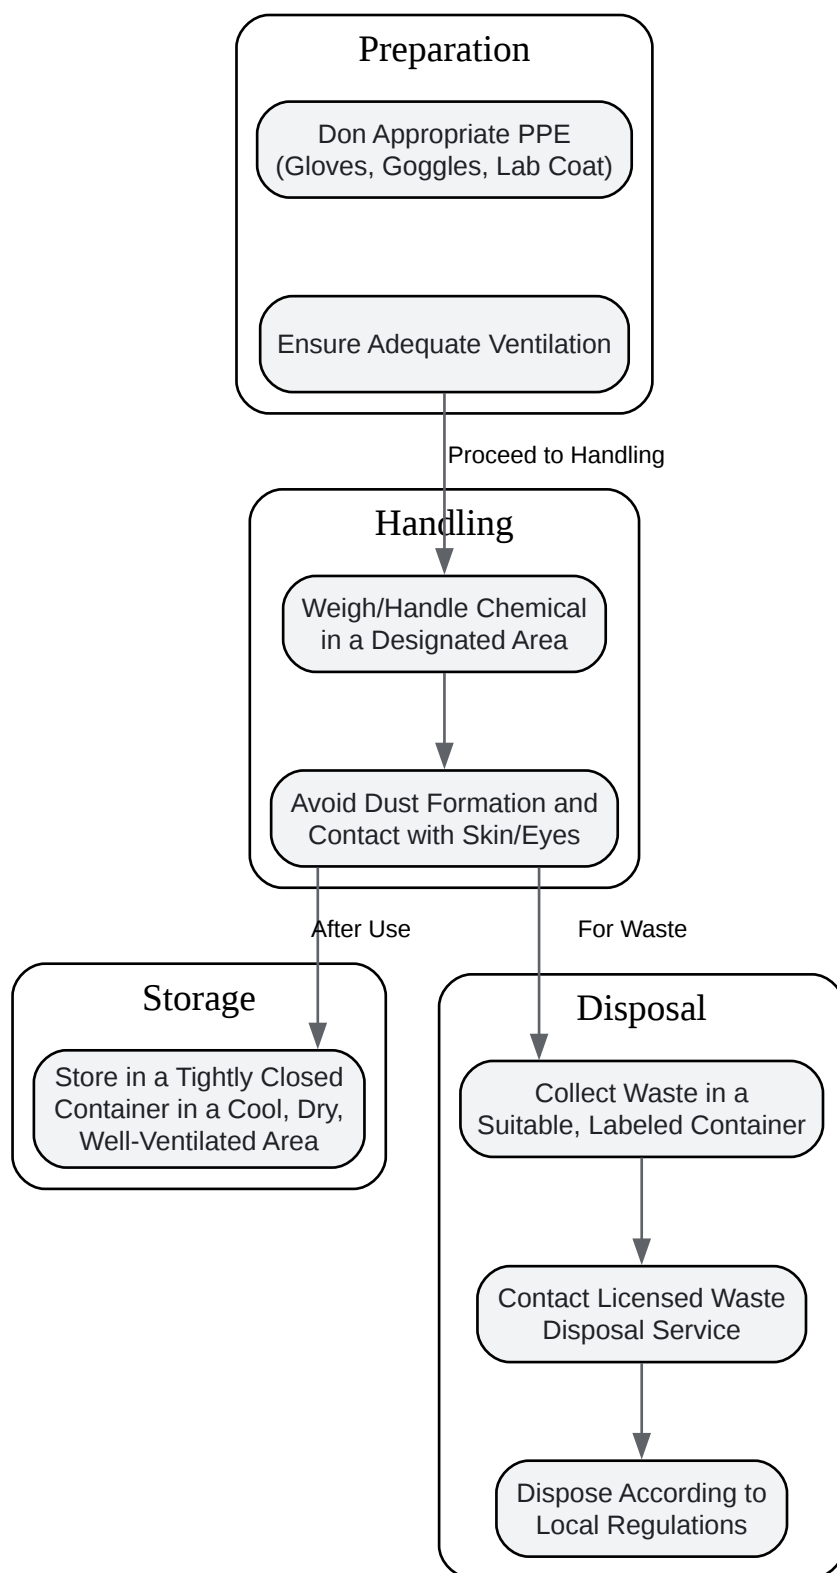 Preparation
Don Appropriate PPE
(Gloves, Goggles, Lab Coat)
Ensure Adequate Ventilation
Proceed to Handling
Handling
Weigh/Handle Chemical
in a Designated Area
Avoid Dust Formation and
Contact with Skin/Eyes
After Use
For Waste
Storage
Store in a Tightly Closed
Container in a Cool, Dry,
Well-Ventilated Area
Disposal
Collect Waste in a
Suitable, Labeled Container
Contact Licensed Waste
Disposal Service
Dispose According to
Local Regulations